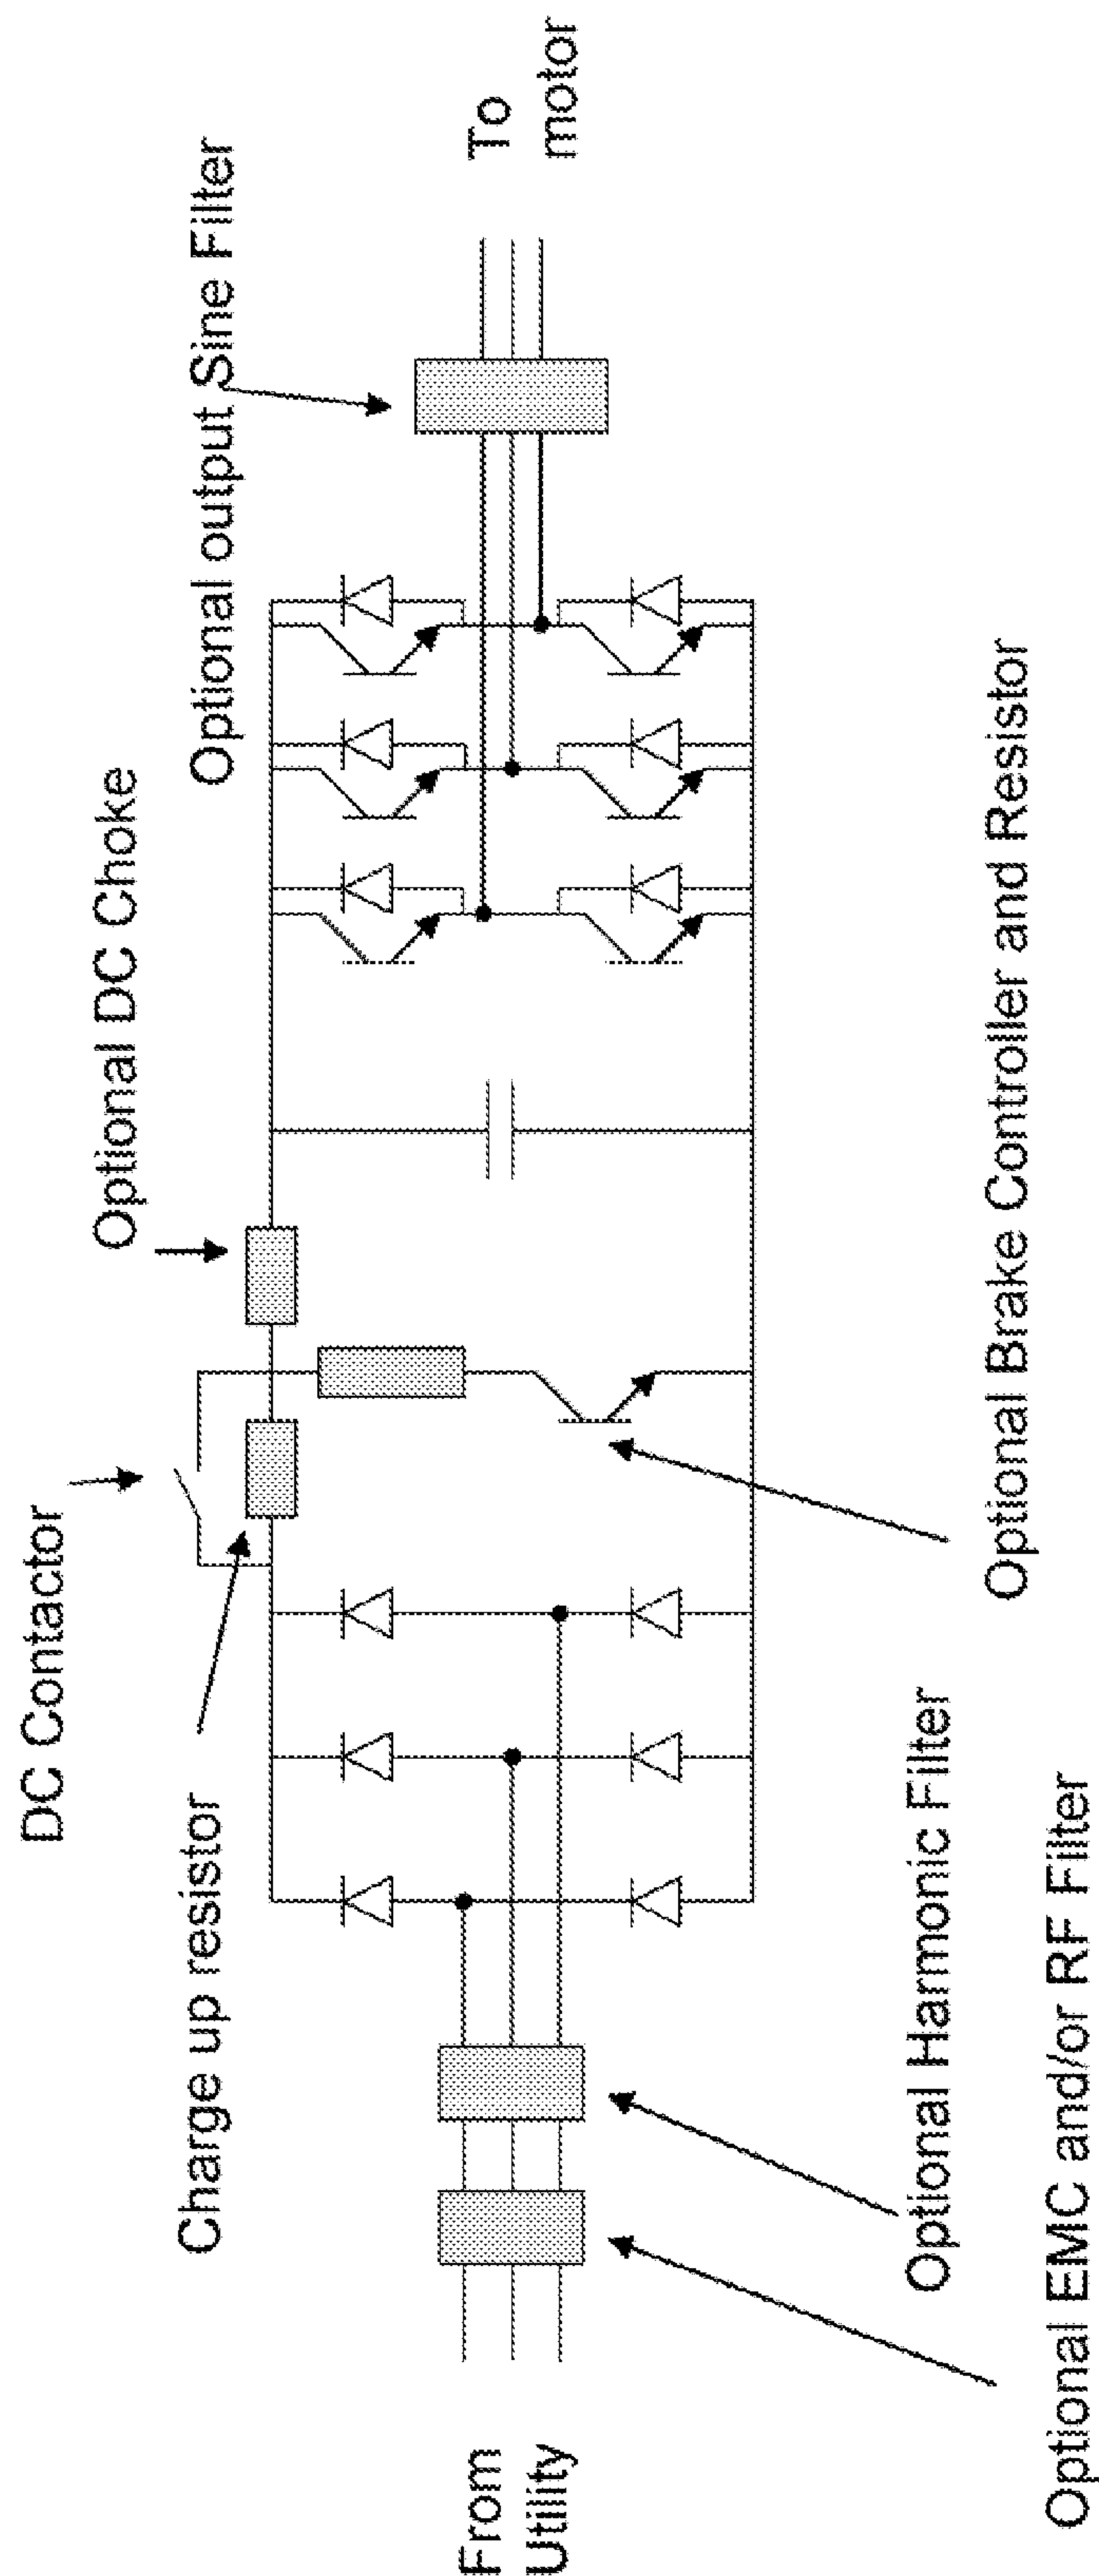 DC Contactor
Optional DC Choke
Charge up resistor
Optional output Sine Filter
From
Utility
To
motor
Optional Harmonic Filter
Optional Brake Controller and Resistor
Optional EMC and/or RF Filter